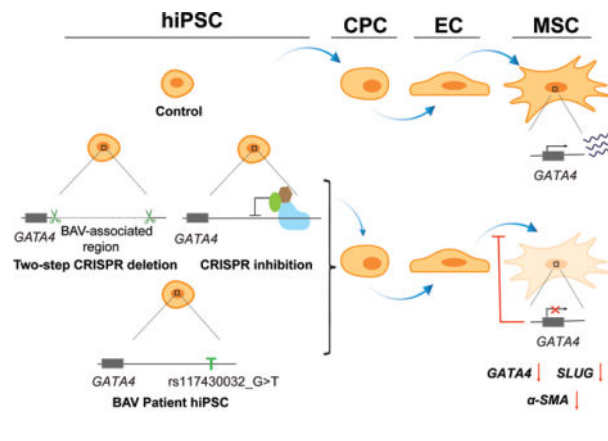 hiPSC
CPC
EC
MSC
Control
GATA4
GATA4
BAV-associated
region
GATA4
Two-step CRISPR deletion
CRISPR inhibition
GATA4
GATA4
rs117430032_G>T
BAV Patient hiPSC
GATA4
SLUG
α-SMA